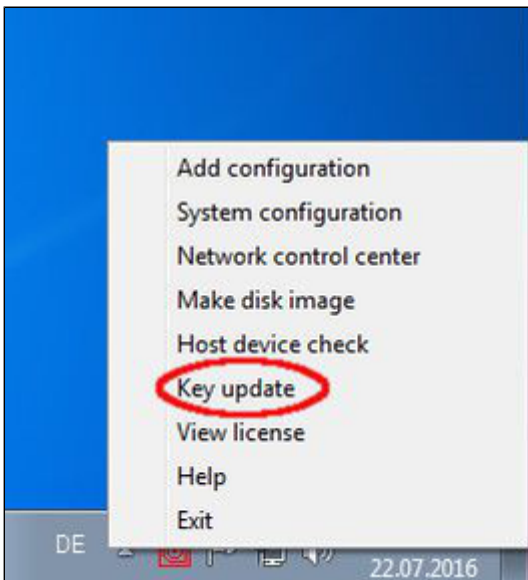 Add configuration
System configuration
Network control center
Make disk image
Host device check
Key update
View license
Help
Exit
DE
22.07.2016